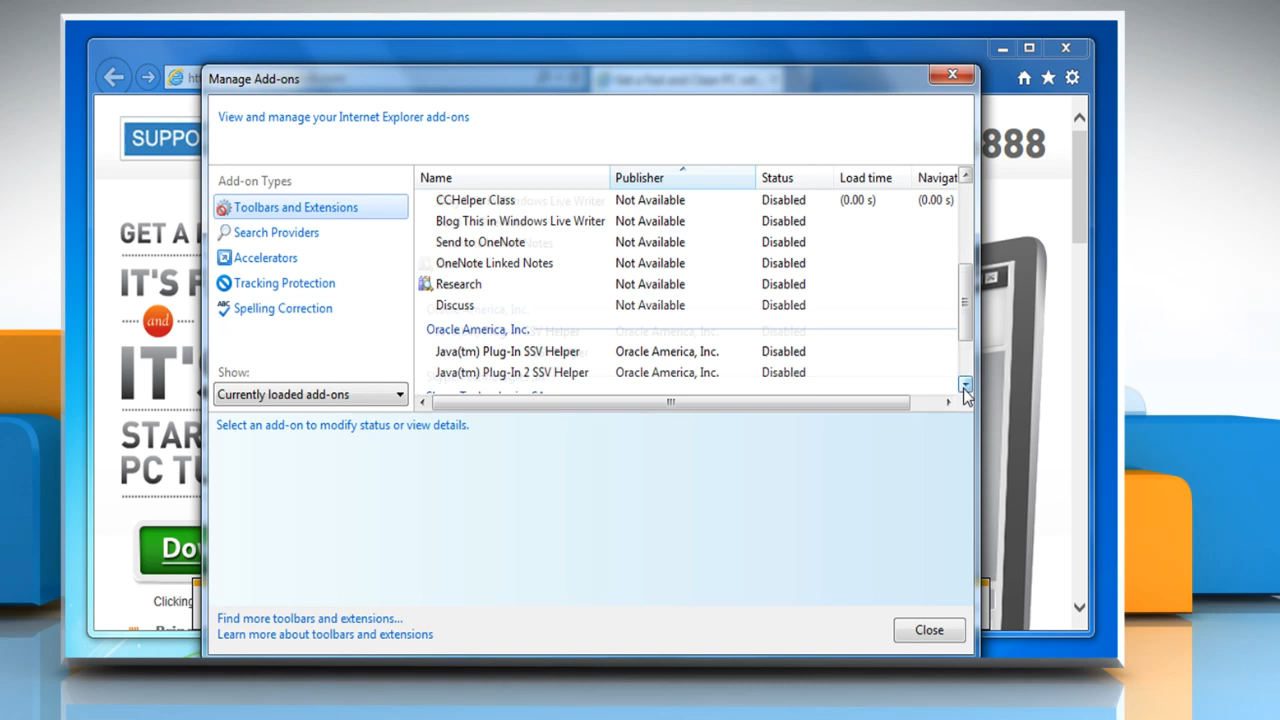 Manage Add-ons
View and manage your Internet Explorer add-ons
SUPPO
888
GET A
IT'S
and
IT'S
STAR
PC TU
Do
Clicking
Add-on Types
Toolbars and Extensions
Search Providers
Accelerators
Tracking Protection
Spelling Correction
Show:
Currently loaded add-ons
Name Publisher Status Load time Navigat
CCHelper Class Not Available Disabled (0.00 s) (0.00 s)
Blog This in Windows Live Writer Not Available Disabled
Send to OneNote Not Available Disabled
OneNote Linked Notes Not Available Disabled
Research Not Available Disabled
Discuss Not Available Disabled
Oracle America, Inc.
Java(tm) Plug-In SSV Helper Oracle America, Inc. Disabled
Java(tm) Plug-In 2 SSV Helper Oracle America, Inc. Disabled
Select an add-on to modify status or view details.
Find more toolbars and extensions...
Learn more about toolbars and extensions
Close